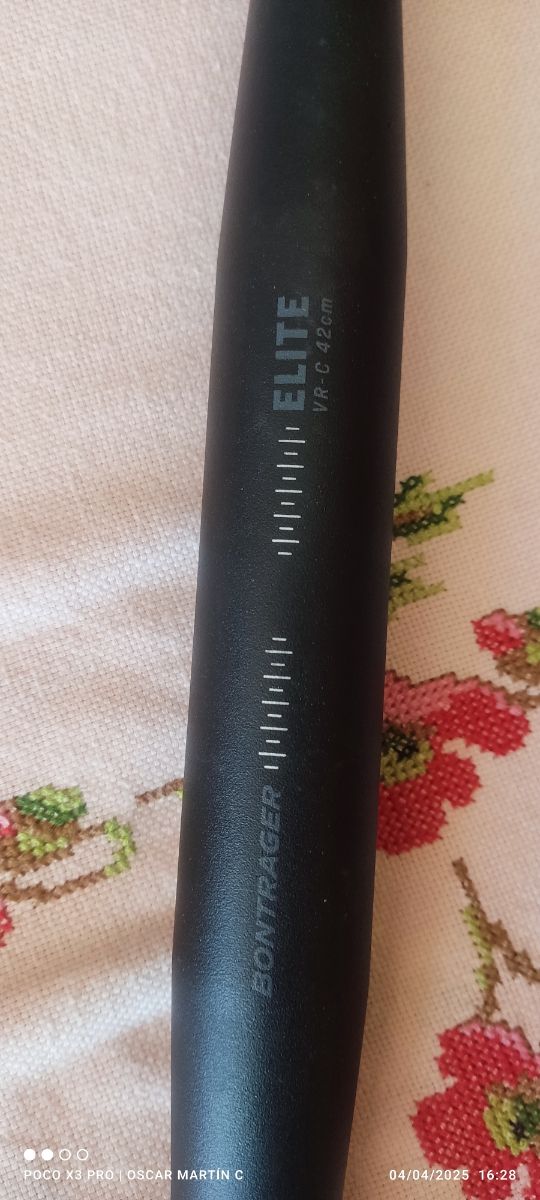 ELITE
VR-C 42cm
BONTRAGER
POCO X3 PRO | OSCAR MARTÍN C
04/04/2025 16:28